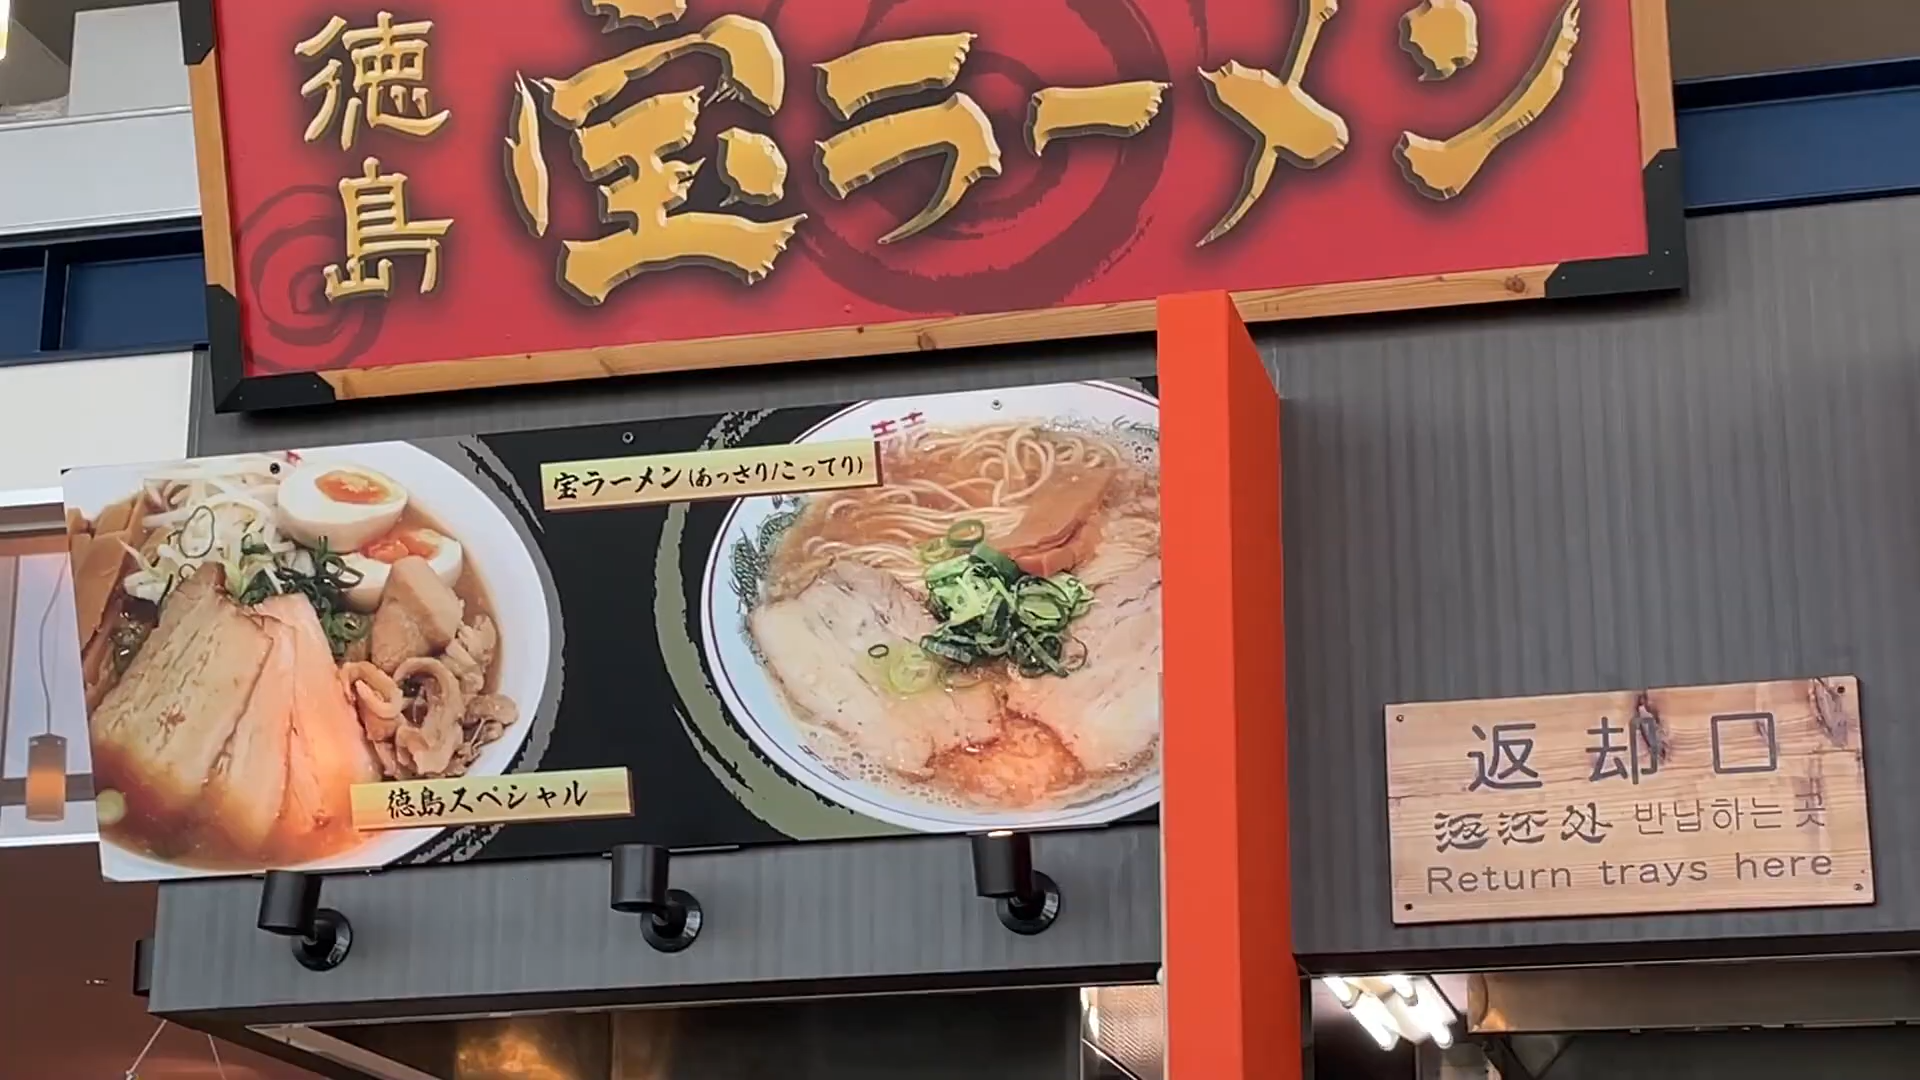 徳島
宝ラーメン
宝ラーメン(あっさり/こってり)
徳島スペシャル
返却口
返还处 반납하는곳
Return trays here